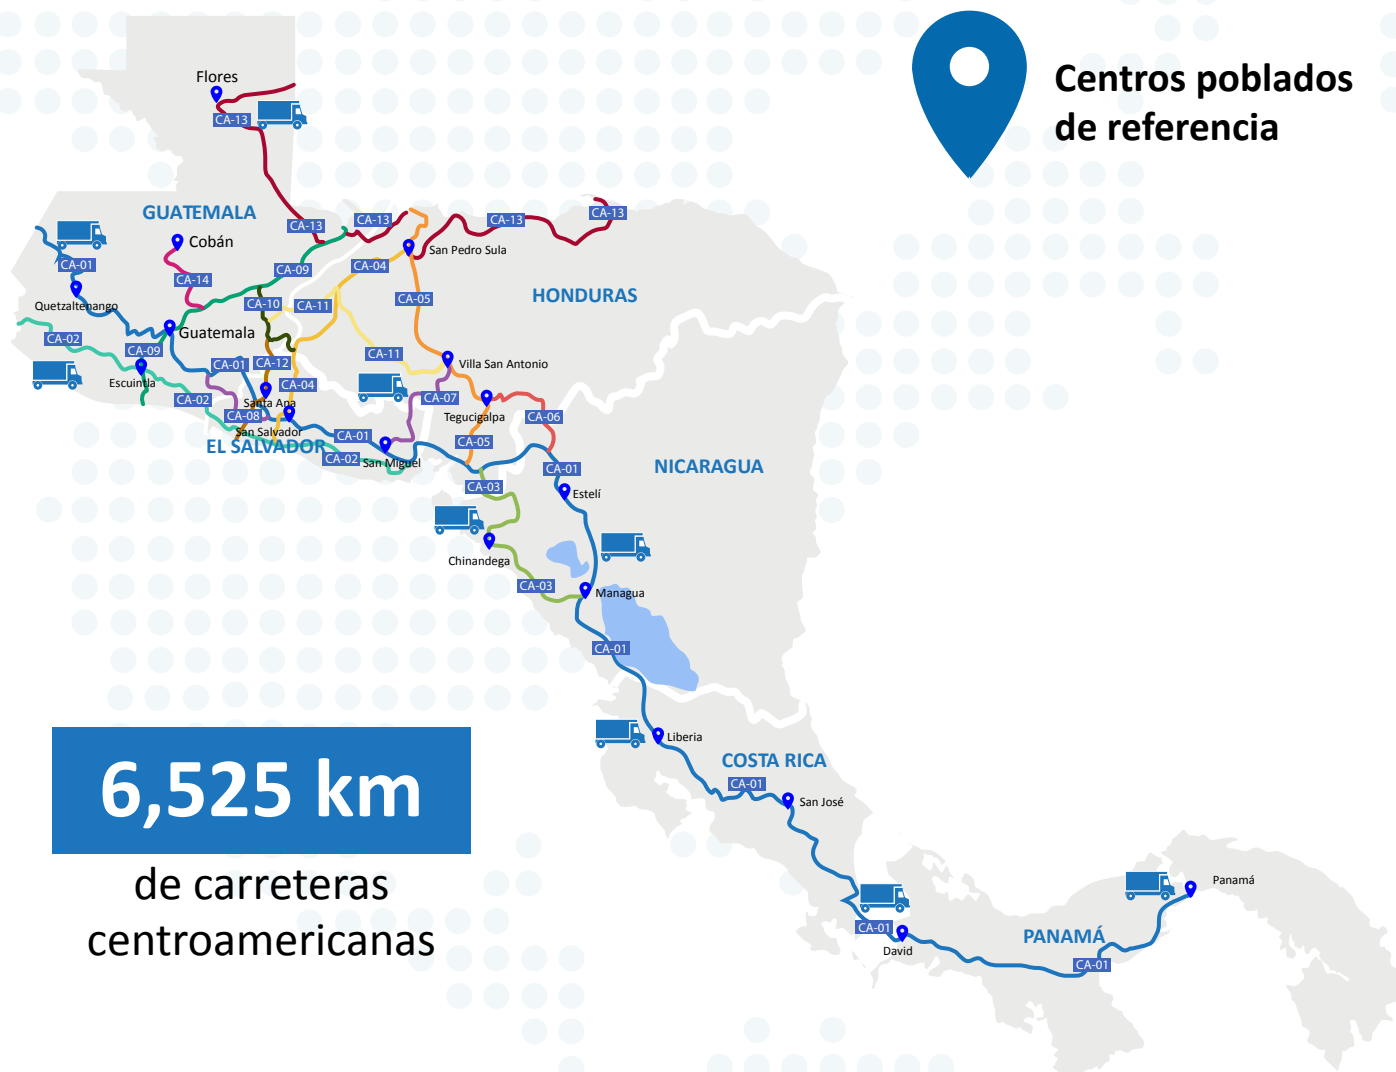 Centros poblados
de referencia
Flores
CA-13
GUATEMALA
CA-13
CA-13
CA-13
CA-13
Cobán
San Pedro Sula
CA-01
CA-09
CA-04
CA-14
HONDURAS
Quetzaltenango
CA-10
CA-11
CA-05
Guatemala
CA-02
CA-09
CA-01
CA-12
CA-11
Villa San Antonio
Escuintla
CA-04
CA-02
Santa Ana
CA-07
CA-08
Tegucigalpa
CA-06
San Salvador
CA-01
CA-05
EL SALVADOR
CA-02
San Miguel
CA-01
NICARAGUA
CA-03
Estelí
Chinandega
CA-03
Managua
CA-01
Liberia
COSTA RICA
CA-01
San José
6,525 km
de carreteras
centroamericanas
Panamá
CA-01
PANAMÁ
David
CA-01